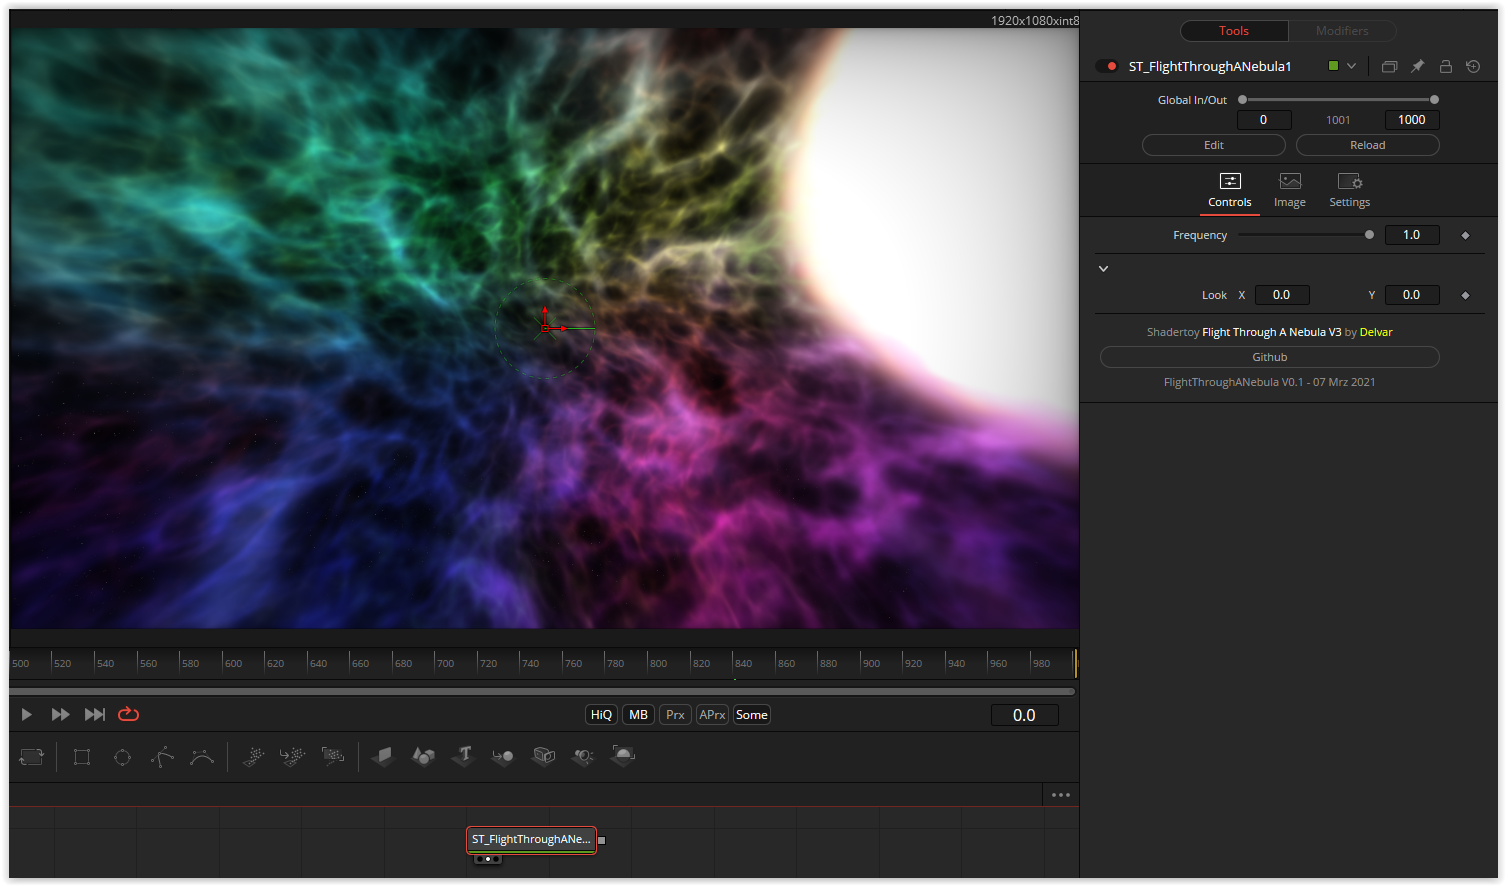 1920x1080xint8
Tools Modifiers
ST_FlightThroughANebula1
Global In/Out
0 1001 1000
Edit Reload
Controls Image Settings
Frequency 1.0
Look X 0.0 Y 0.0
Shadertoy Flight Through A Nebula V3 by Delvar
Github
FlightThroughANebula V0.1 - 07 Mrz 2021
500 520 540 560 580 600 620 640 660 680 700 720 740 760 780 800 820 840 860 880 900 920 940 960 980
HiQ MB Prx APrx Some 0.0
T
ST_FlightThroughANe...